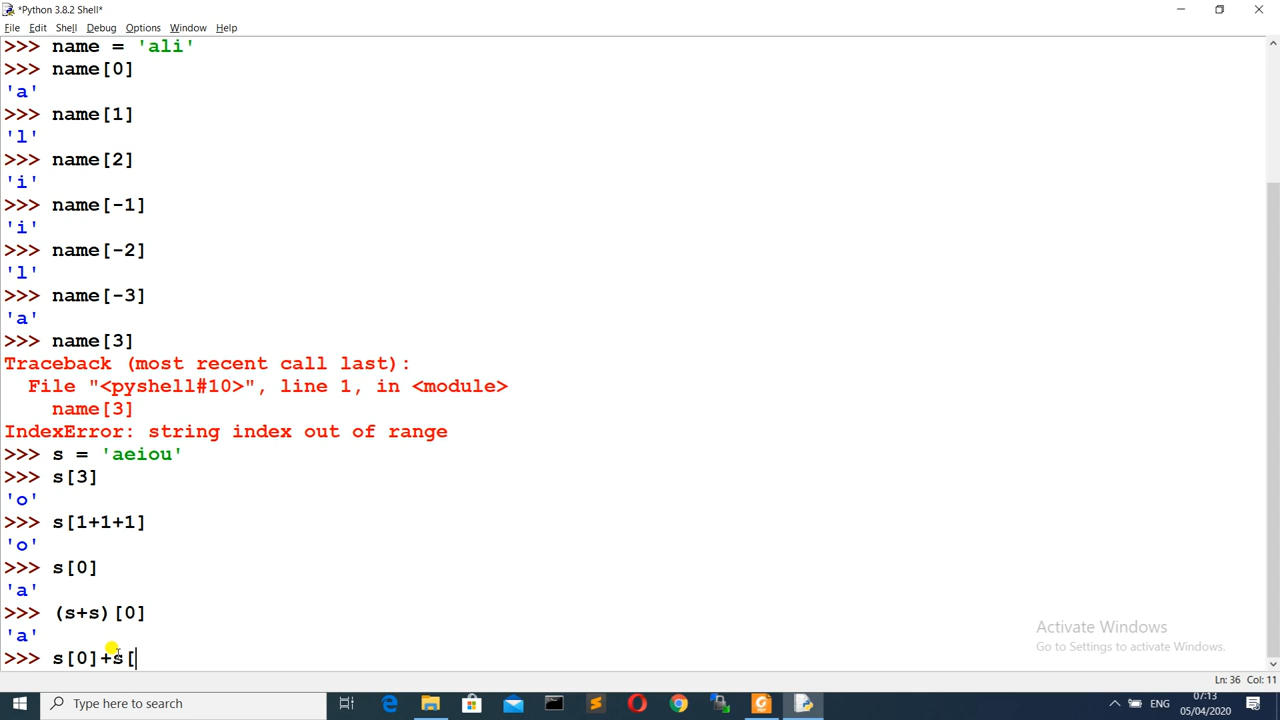 *Python 3.8.2 Shell*
File Edit Shell Debug Options Window Help
>>> name = 'ali'
>>> name[0]
'a'
>>> name[1]
'l'
>>> name[2]
'i'
>>> name[-1]
'i'
>>> name[-2]
'l'
>>> name[-3]
'a'
>>> name[3]
Traceback (most recent call last):
  File "<pyshell#10>", line 1, in <module>
    name[3]
IndexError: string index out of range
>>> s = 'aeiou'
>>> s[3]
'o'
>>> s[1+1+1]
'o'
>>> s[0]
'a'
>>> (s+s)[0]
'a'
>>> s[0]+s[
Activate Windows
Go to Settings to activate Windows.
Ln: 36 Col: 11
Type here to search
ENG
07:13
05/04/2020